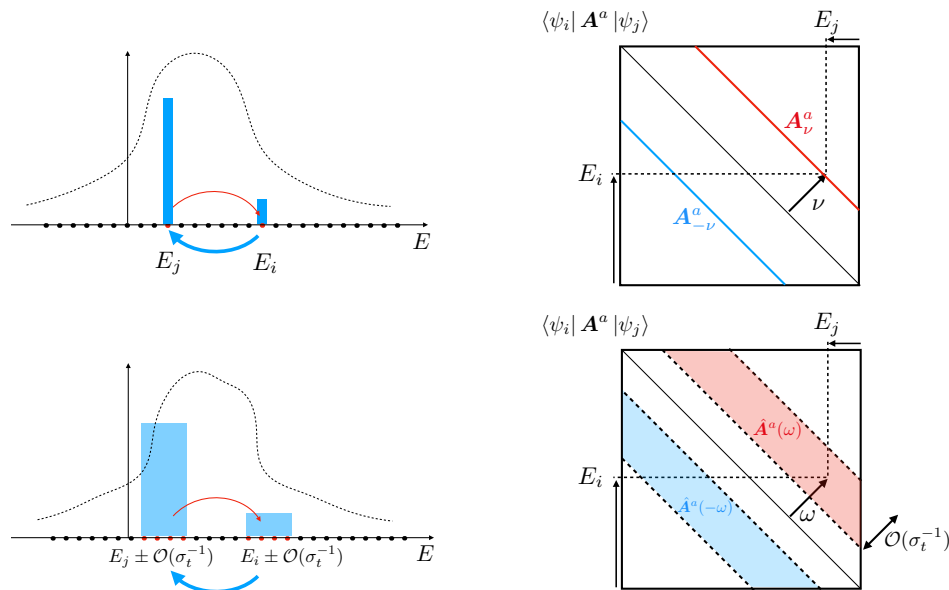 E
E_j
E_i
⟨ψ_i| A^a |ψ_j⟩
E_j
A^a_ν
E_i
ν
A^a_{-ν}
E
E_j ± O(σ_t^{-1})
E_i ± O(σ_t^{-1})
⟨ψ_i| A^a |ψ_j⟩
E_j
Â^a(ω)
E_i
Â^a(-ω)
ω
O(σ_t^{-1})